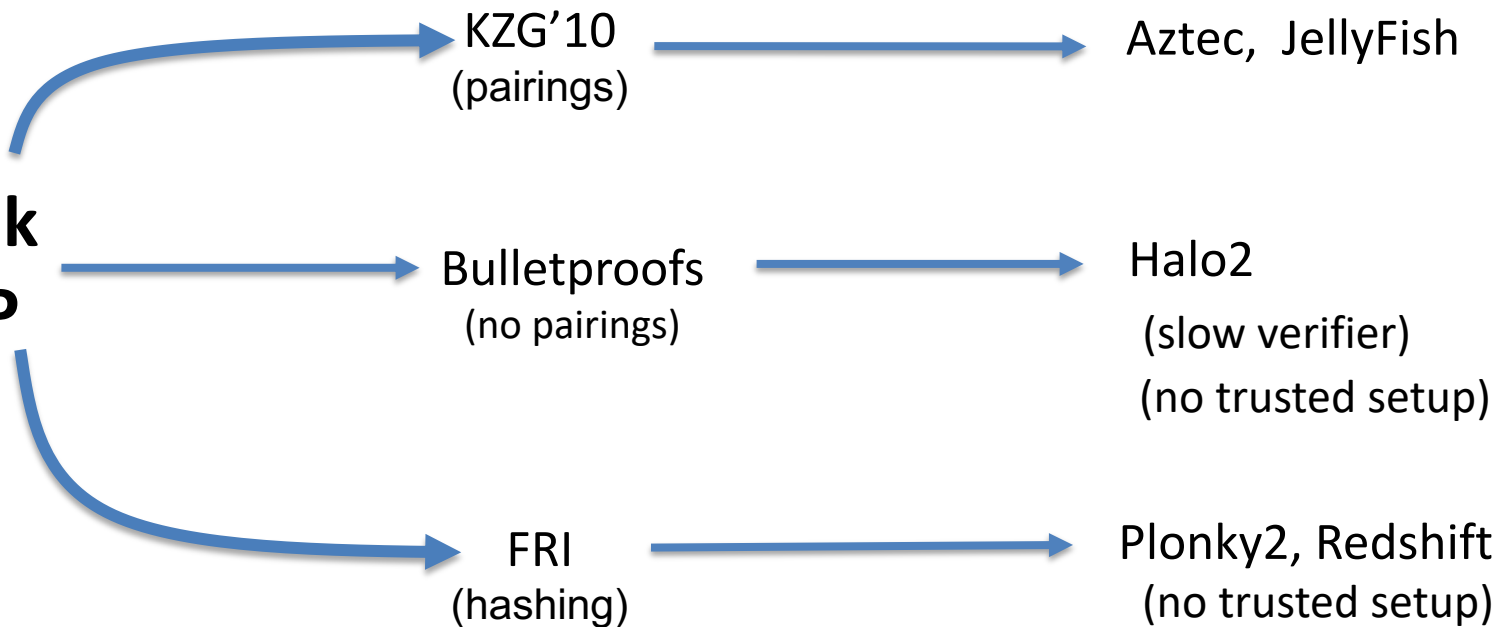 KZG’10
(pairings)
Aztec, JellyFish
k
P
Bulletproofs
(no pairings)
Halo2
(slow verifier)
(no trusted setup)
FRI
(hashing)
Plonky2, Redshift
(no trusted setup)